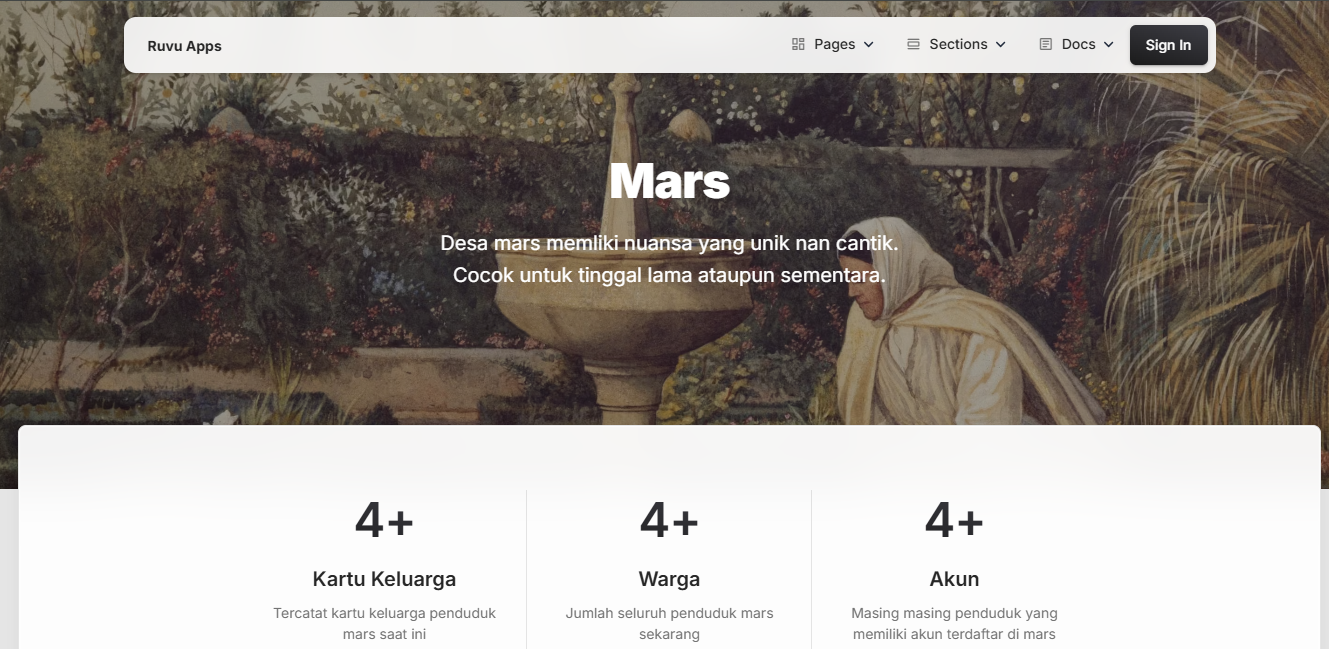 Ruvu Apps
Pages
Sections
Docs
Sign In
Mars
Desa mars memliki nuansa yang unik nan cantik.
Cocok untuk tinggal lama ataupun sementara.
4+
Kartu Keluarga
Tercatat kartu keluarga penduduk
mars saat ini
4+
Warga
Jumlah seluruh penduduk mars
sekarang
4+
Akun
Masing masing penduduk yang
memiliki akun terdaftar di mars